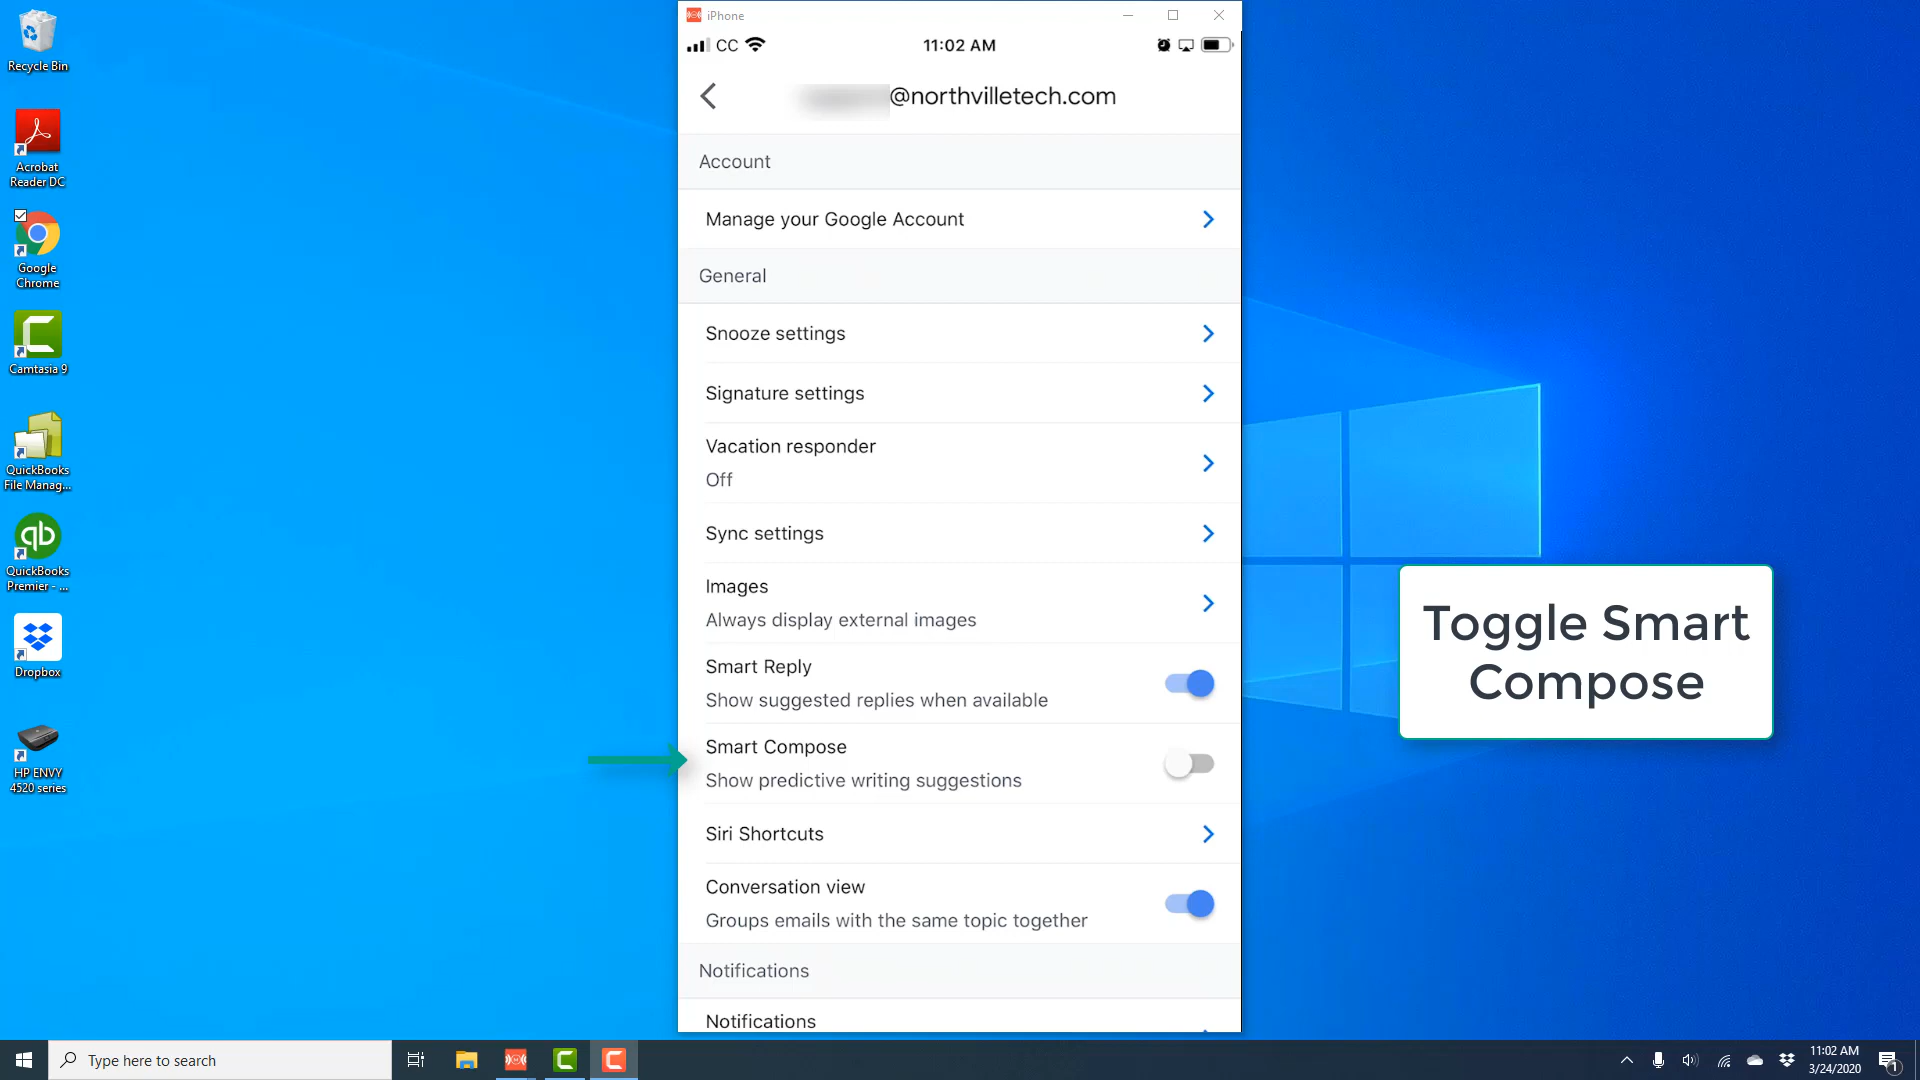 Recycle Bin
Acrobat
Reader DC
Google
Chrome
Camtasia 9
QuickBooks
File Manag...
QuickBooks
Premier - ...
Dropbox
HP ENVY
4520 series
iPhone
CC
11:02 AM
@northvilletech.com
Account
Manage your Google Account
General
Snooze settings
Signature settings
Vacation responder
Off
Sync settings
Images
Always display external images
Smart Reply
Show suggested replies when available
Smart Compose
Show predictive writing suggestions
Siri Shortcuts
Conversation view
Groups emails with the same topic together
Notifications
Notifications
Toggle Smart
Compose
Type here to search
11:02 AM
3/24/2020
1